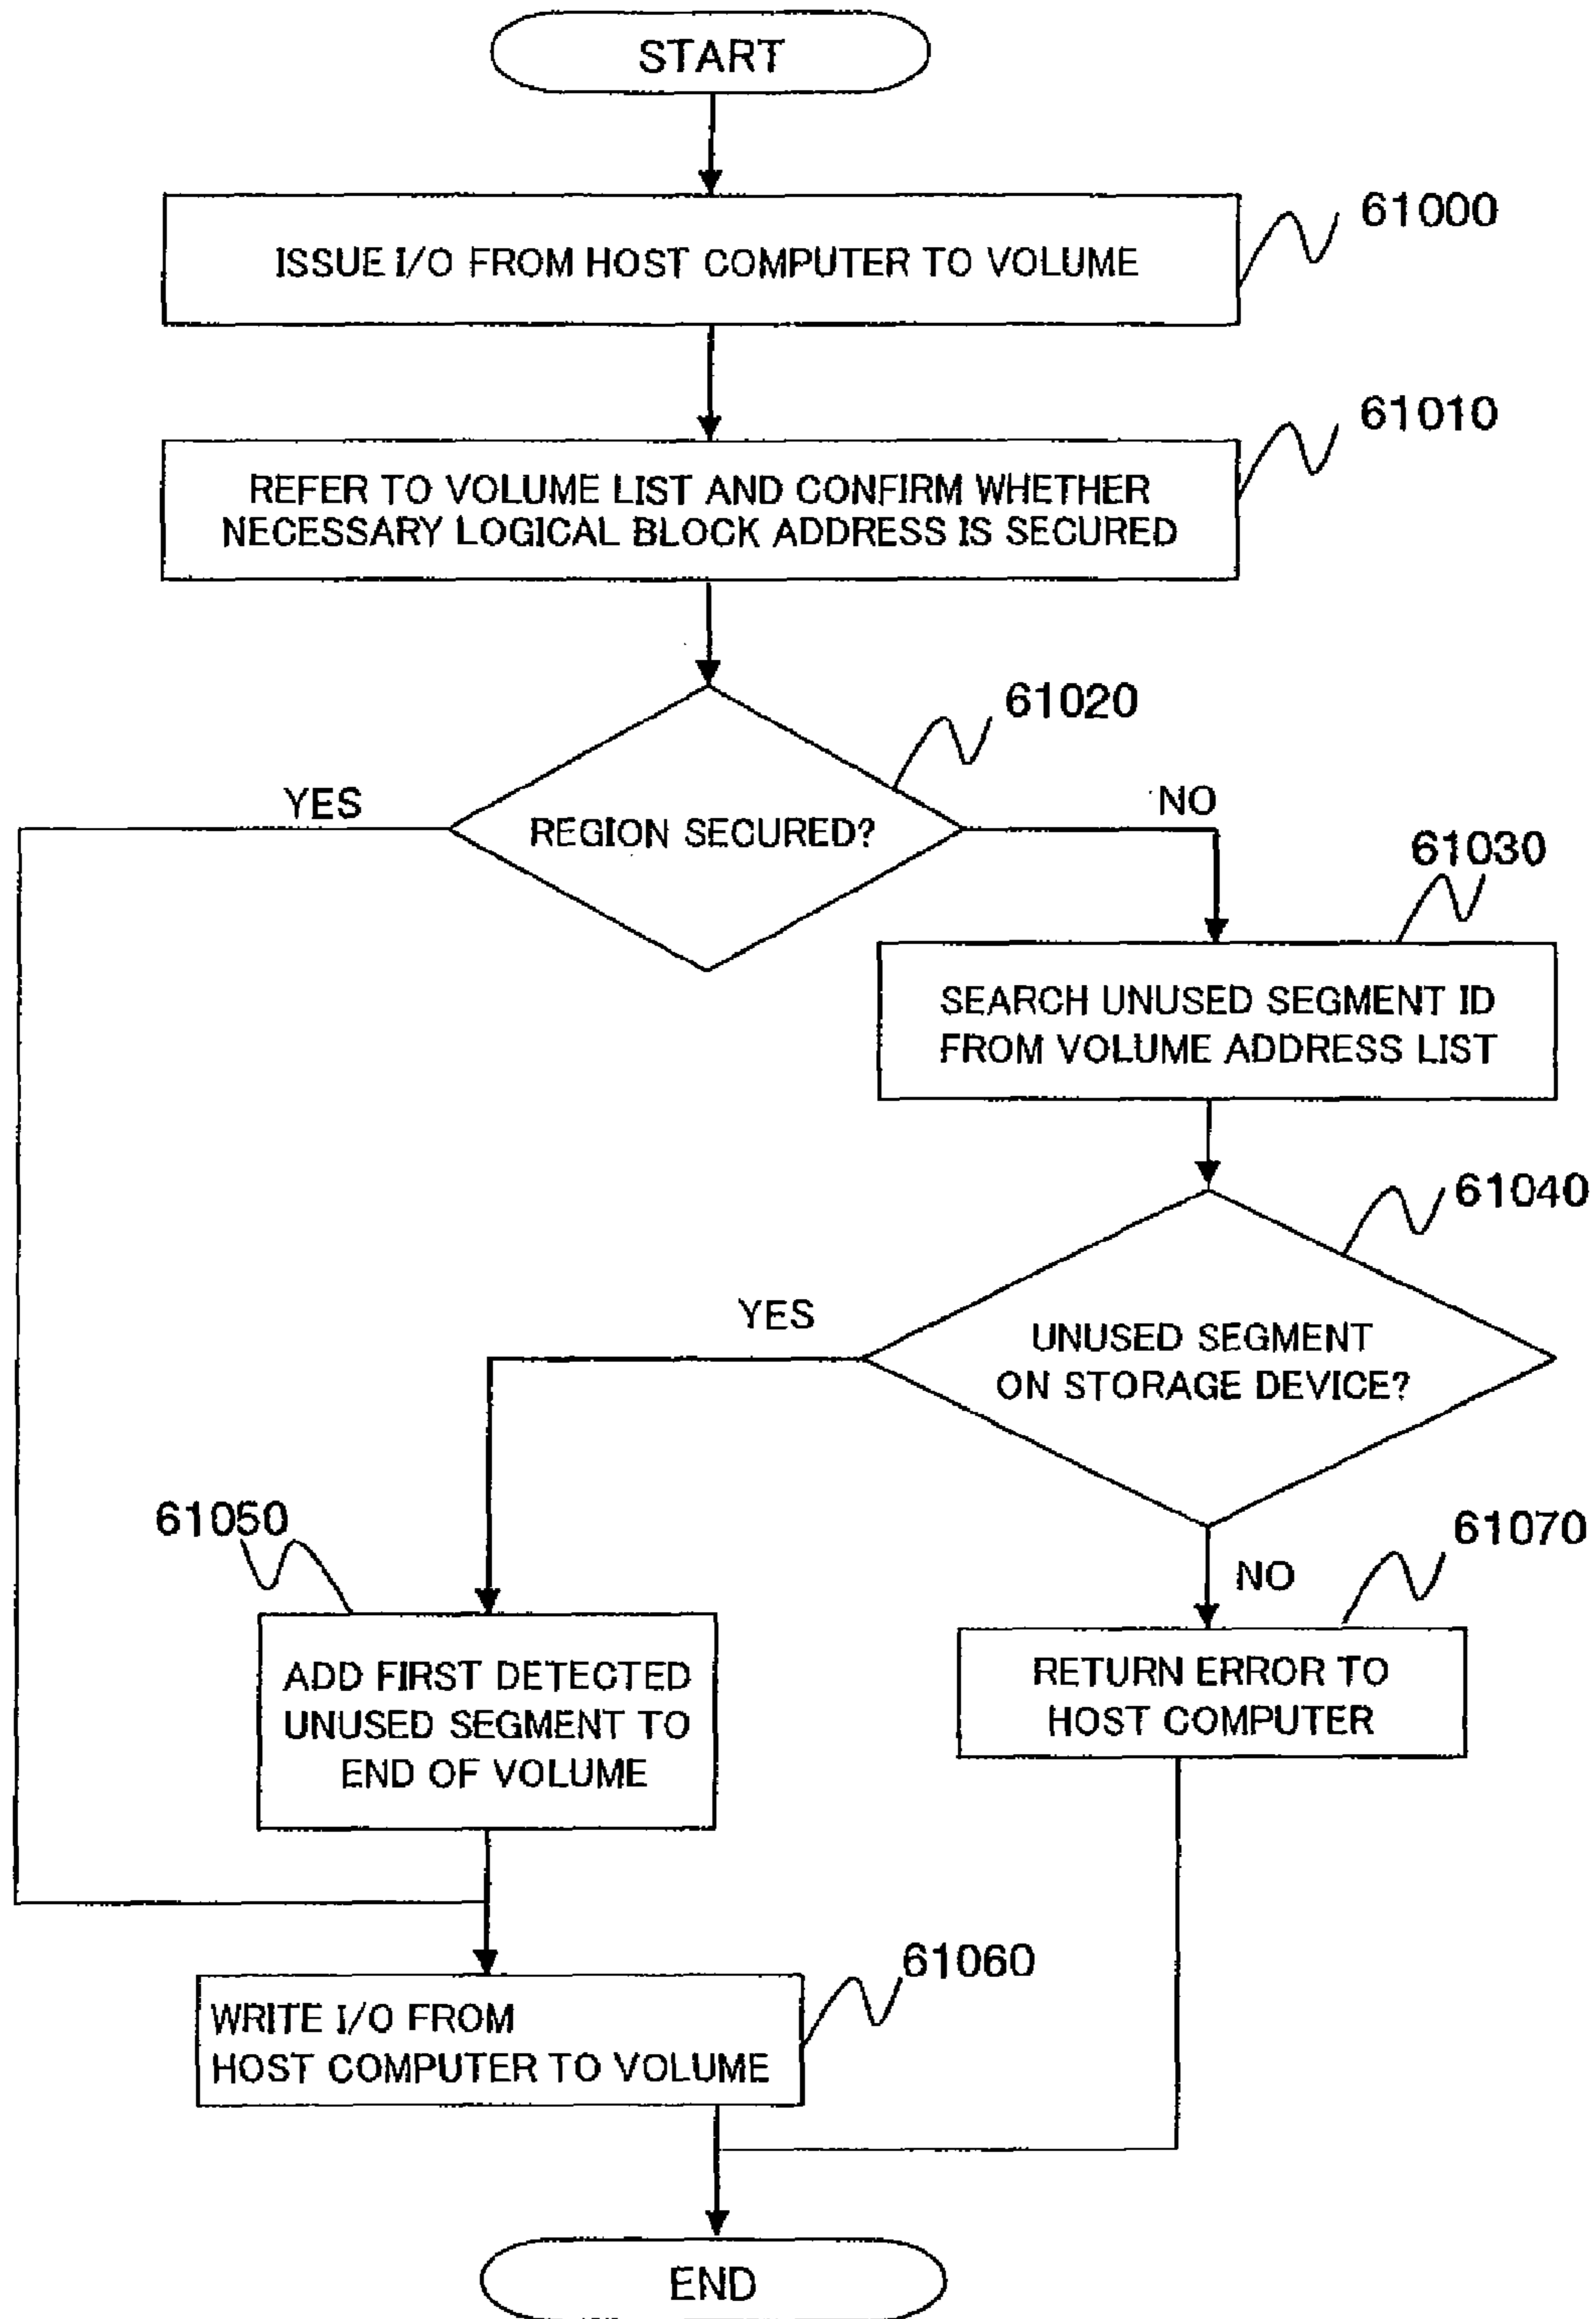 START
61000
ISSUE I/O FROM HOST COMPUTER TO VOLUME
61010
REFER TO VOLUME LIST AND CONFIRM WHETHER
NECESSARY LOGICAL BLOCK ADDRESS IS SECURED
61020
YES
REGION SECURED?
NO
61030
SEARCH UNUSED SEGMENT ID
FROM VOLUME ADDRESS LIST
61040
YES
UNUSED SEGMENT
ON STORAGE DEVICE?
61050
ADD FIRST DETECTED
UNUSED SEGMENT TO
END OF VOLUME
NO
61070
RETURN ERROR TO
HOST COMPUTER
61060
WRITE I/O FROM
HOST COMPUTER TO VOLUME
END